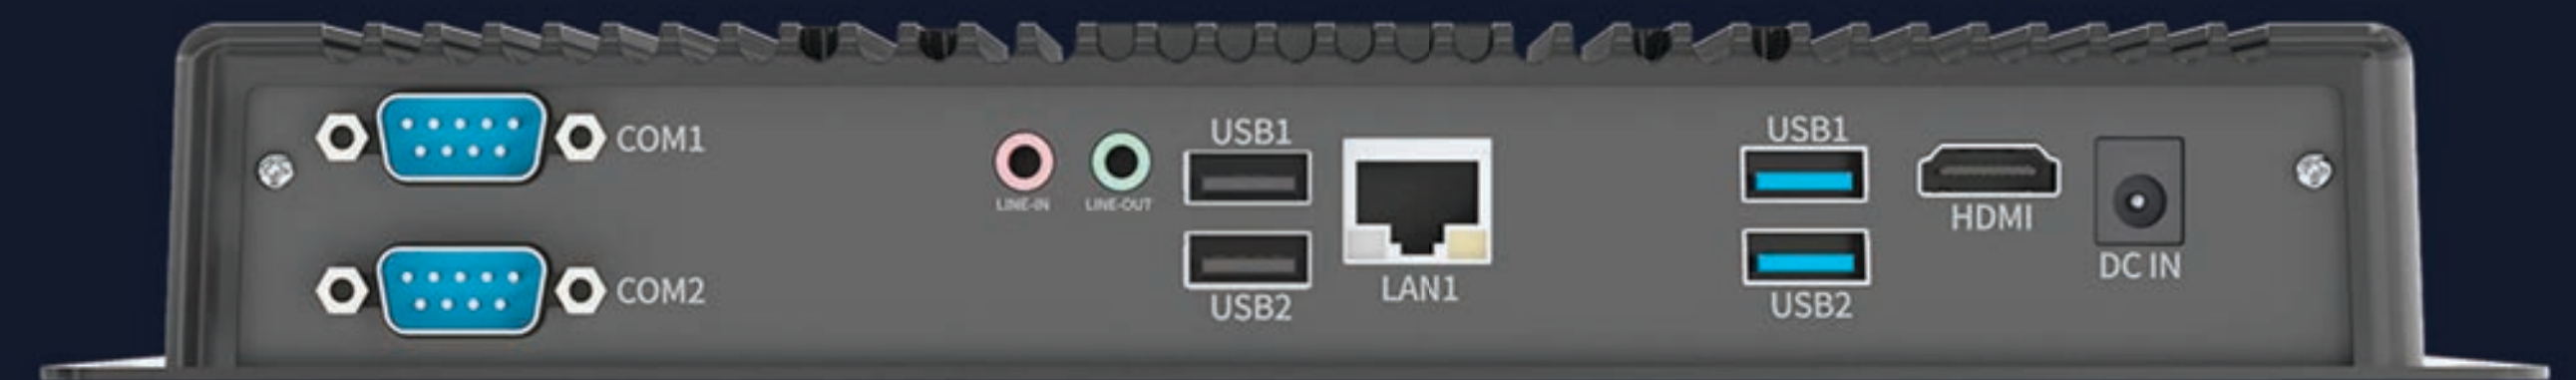 COM1
COM2
LINE-IN
LINE-OUT
USB1
USB2
LAN1
USB1
USB2
HDMI
DC IN